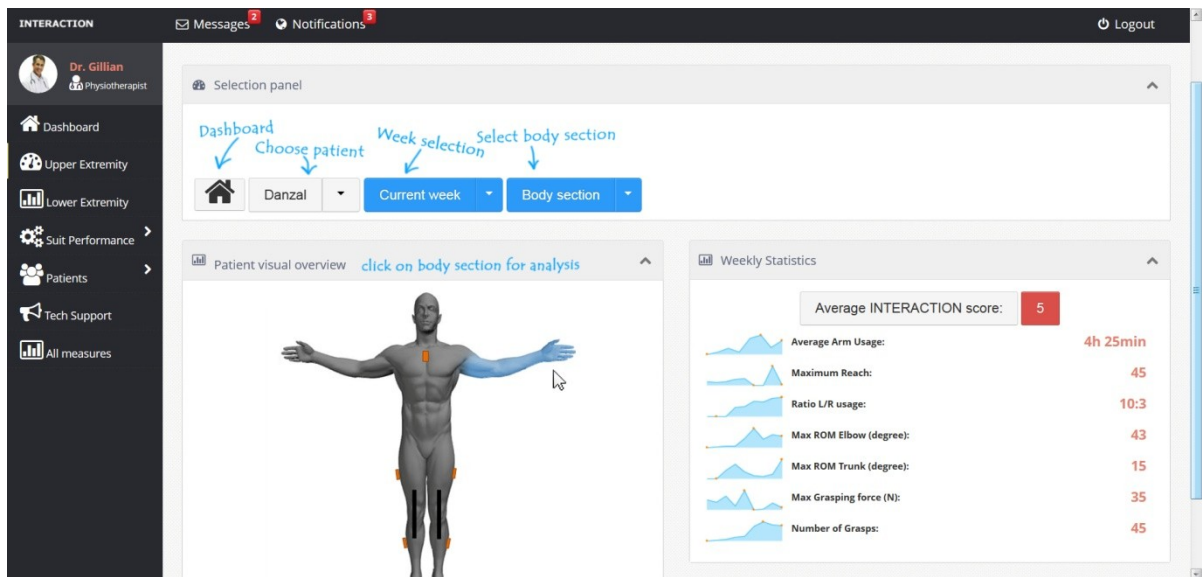 INTERACTION
Messages 2
Notifications 3
Logout
Dr. Gillian
Physiotherapist
Dashboard
Upper Extremity
Lower Extremity
Suit Performance
Patients
Tech Support
All measures
Selection panel
Dashboard
Choose patient
Week selection
Select body section
Danzal
Current week
Body section
Patient visual overview
click on body section for analysis
Weekly Statistics
Average INTERACTION score: 5
Average Arm Usage: 4h 25min
Maximum Reach: 45
Ratio L/R usage: 10:3
Max ROM Elbow (degree): 43
Max ROM Trunk (degree): 15
Max Grasping force (N): 35
Number of Grasps: 45